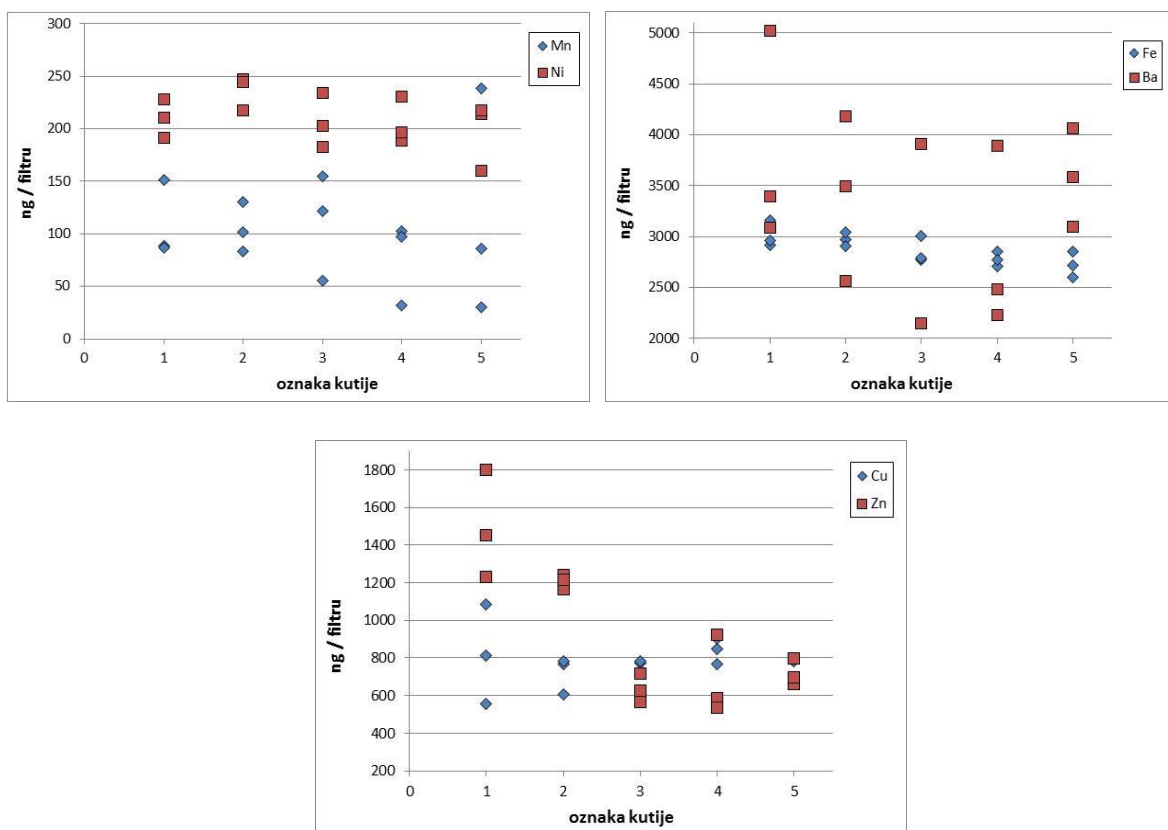 300
250
200
150
100
50
0
ng / filtru
0 1 2 3 4 5
oznaka kutije
Mn
Ni
5000
4500
4000
3500
3000
2500
2000
ng / filtru
0 1 2 3 4 5
oznaka kutije
Fe
Ba
1800
1600
1400
1200
1000
800
600
400
200
ng / filtru
0 1 2 3 4 5
oznaka kutije
Cu
Zn